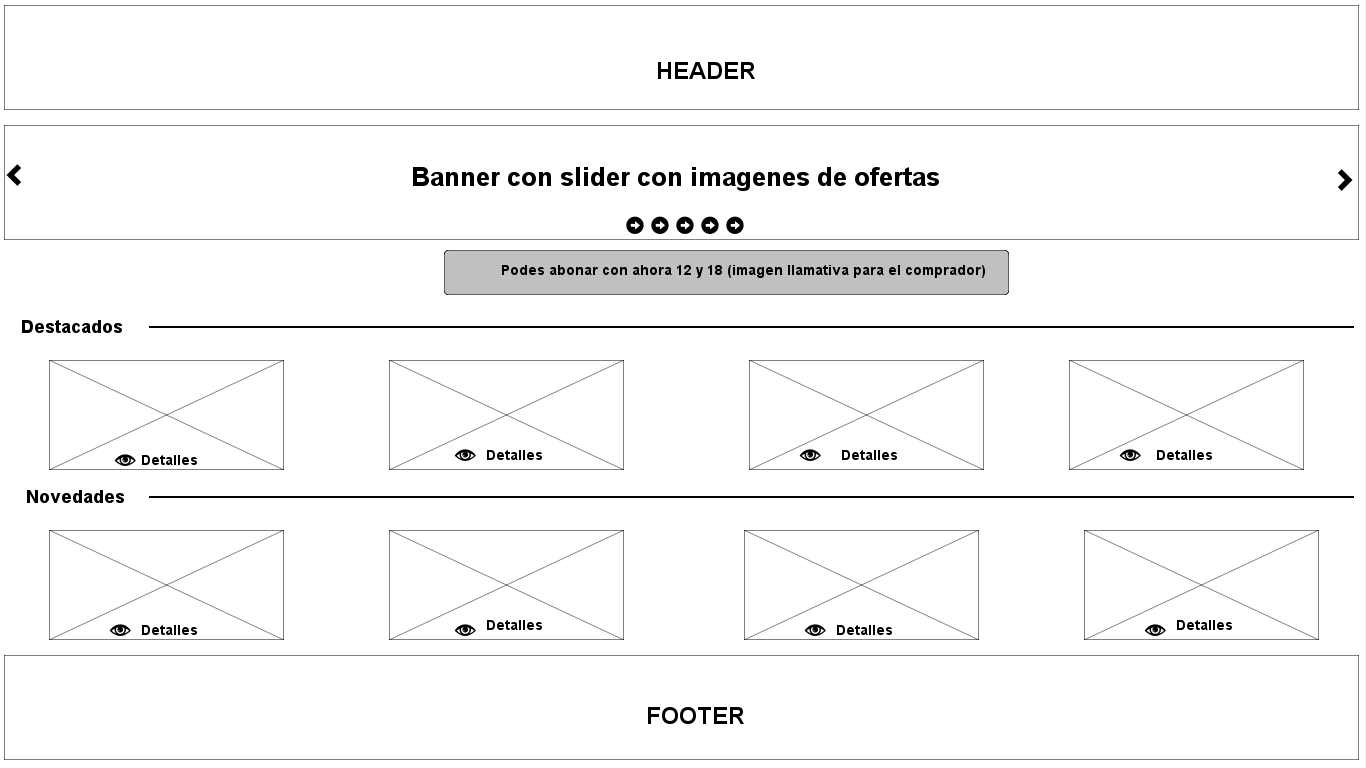 HEADER
Banner con slider con imagenes de ofertas
Podes abonar con ahora 12 y 18 (imagen llamativa para el comprador)
Destacados
Detalles
Detalles
Detalles
Detalles
Novedades
Detalles
Detalles
Detalles
Detalles
FOOTER